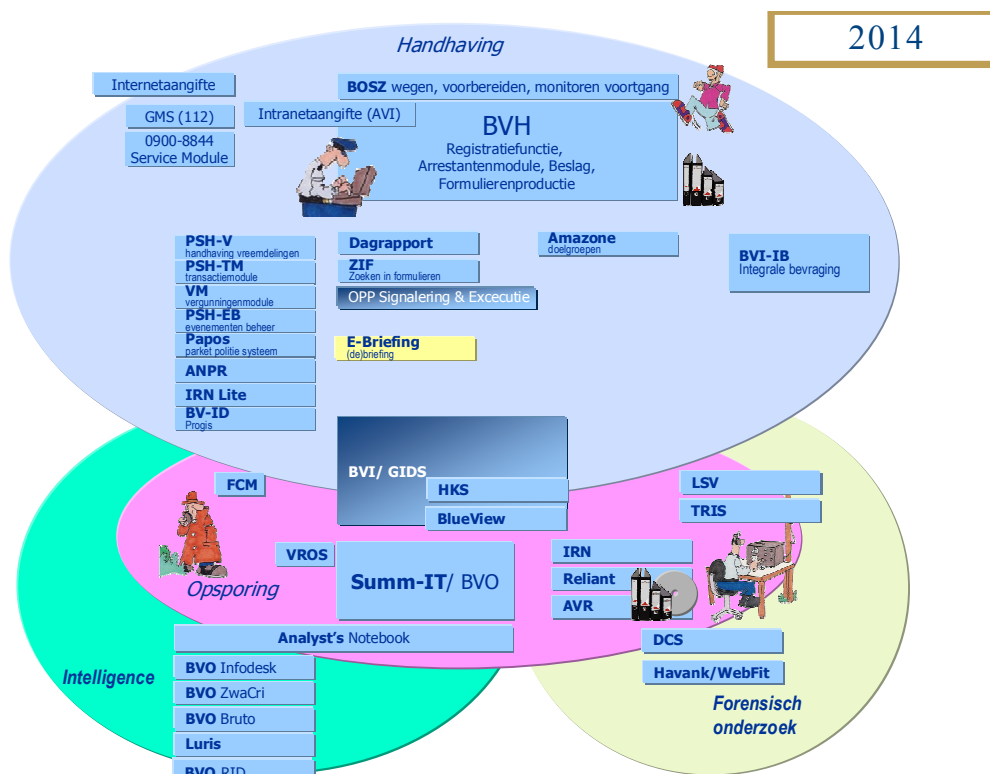 2014
Handhaving
Internetaangifte
BOSZ wegen, voorbereiden, monitoren voortgang
GMS (112)
Intranetaangifte (AVI)
0900-8844
Service Module
BVH
Registratiefunctie,
Arrestantenmodule, Beslag,
Formulierenproductie
PSH-V
handhaving vreemdelingen
PSH-TM
transactiemodule
VM
vergunningenmodule
PSH-EB
evenementen beheer
Papos
parket politie systeem
ANPR
IRN Lite
BV-ID
Progis
Dagrapport
ZIF
Zoeken in formulieren
OPP Signalering & Excecutie
E-Briefing
(de)briefing
Amazone
doelgroepen
BVI-IB
Integrale bevraging
BVI/ GIDS
HKS
BlueView
FCM
LSV
TRIS
VROS
Summ-IT/ BVO
IRN
Reliant
AVR
Opsporing
Analyst's Notebook
DCS
Havank/WebFit
Intelligence
BVO Infodesk
BVO ZwaCri
BVO Bruto
Luris
BVO RID
Forensisch
onderzoek